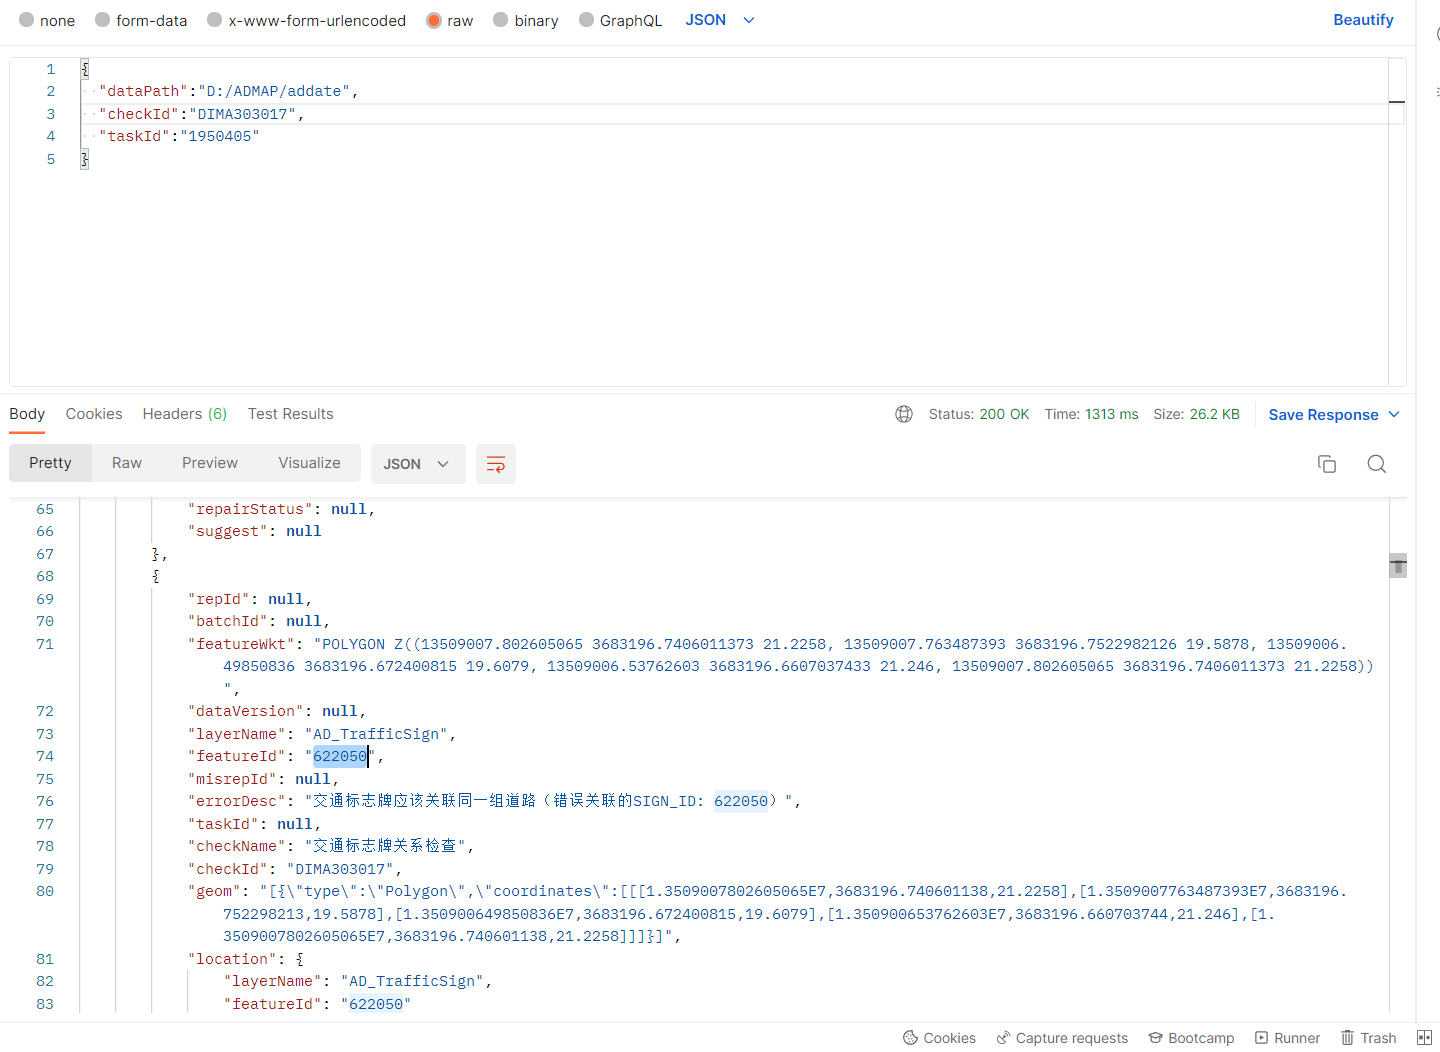 none form-data x-www-form-urlencoded raw binary GraphQL JSON Beautify
1 {
2 "dataPath":"D:/ADMAP/addate",
3 "checkId":"DIMA303017",
4 "taskId":"1950405"
5 }
Body Cookies Headers (6) Test Results Status: 200 OK Time: 1313 ms Size: 26.2 KB Save Response
Pretty Raw Preview Visualize JSON
65 "repairStatus": null,
66 "suggest": null
67 },
68 {
69 "repId": null,
70 "batchId": null,
71 "featureWkt": "POLYGON Z((13509007.802605065 3683196.7406011373 21.2258, 13509007.763487393 3683196.7522982126 19.5878, 13509006.
49850836 3683196.672400815 19.6079, 13509006.53762603 3683196.6607037433 21.246, 13509007.802605065 3683196.7406011373 21.2258))
",
72 "dataVersion": null,
73 "layerName": "AD_TrafficSign",
74 "featureId": "622050",
75 "misrepId": null,
76 "errorDesc": "交通标志牌应该关联同一组道路（错误关联的SIGN_ID: 622050）",
77 "taskId": null,
78 "checkName": "交通标志牌关系检查",
79 "checkId": "DIMA303017",
80 "geom": "[{\"type\":\"Polygon\",\"coordinates\":[[[1.3509007802605065E7,3683196.740601138,21.2258],[1.3509007763487393E7,3683196.
752298213,19.5878],[1.350900649850836E7,3683196.672400815,19.6079],[1.350900653762603E7,3683196.660703744,21.246],[1.
3509007802605065E7,3683196.740601138,21.2258]]]}]",
81 "location": {
82 "layerName": "AD_TrafficSign",
83 "featureId": "622050"
Cookies Capture requests Bootcamp Runner Trash